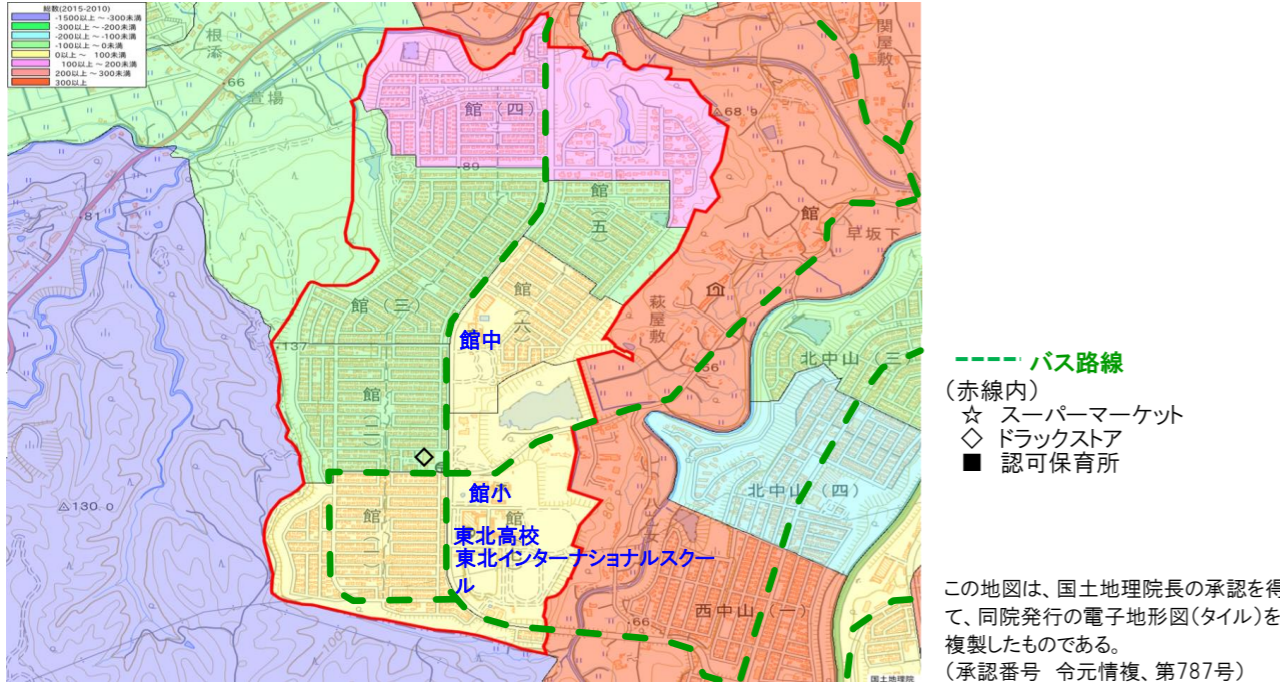 総数(2015-2010)
-1500以上 ~ -300未満
-300以上 ~ -200未満
-200以上 ~ -100未満
-100以上 ~ 0未満
0以上 ~ 100未満
100以上 ~ 200未満
200以上 ~ 300未満
300以上
根添
関屋敷
66
萱場
館(四)
68.9
89
館(五)
館
早坂下
81
館(六)
萩屋敷
館(三)
館中
137
北中山(三)
66
館(二)
バス路線
(赤線内)
☆ スーパーマーケット
◇ ドラックストア
■ 認可保育所
館小
北中山(四)
130.0
館(一)
館
東北高校
東北インターナショナルスクー
ル
西中山(一)
66
100
国土地理院
この地図は、国土地理院長の承認を得
て、同院発行の電子地形図(タイル)を
複製したものである。
(承認番号 令元情複、第787号)